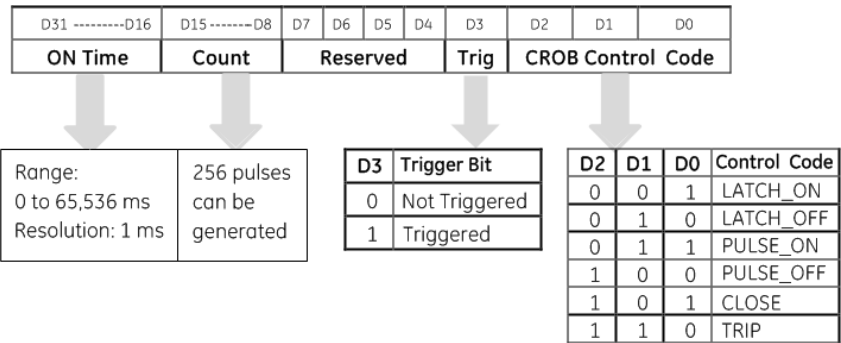 D31 ---------D16 D15 -------D8 D7 D6 D5 D4 D3 D2 D1 D0
ON Time Count Reserved Trig CROB Control Code
Range:
0 to 65,536 ms
Resolution: 1 ms
256 pulses
can be
generated
D3 Trigger Bit
0 Not Triggered
1 Triggered
D2 D1 D0 Control Code
0 0 1 LATCH_ON
0 1 0 LATCH_OFF
0 1 1 PULSE_ON
1 0 0 PULSE_OFF
1 0 1 CLOSE
1 1 0 TRIP